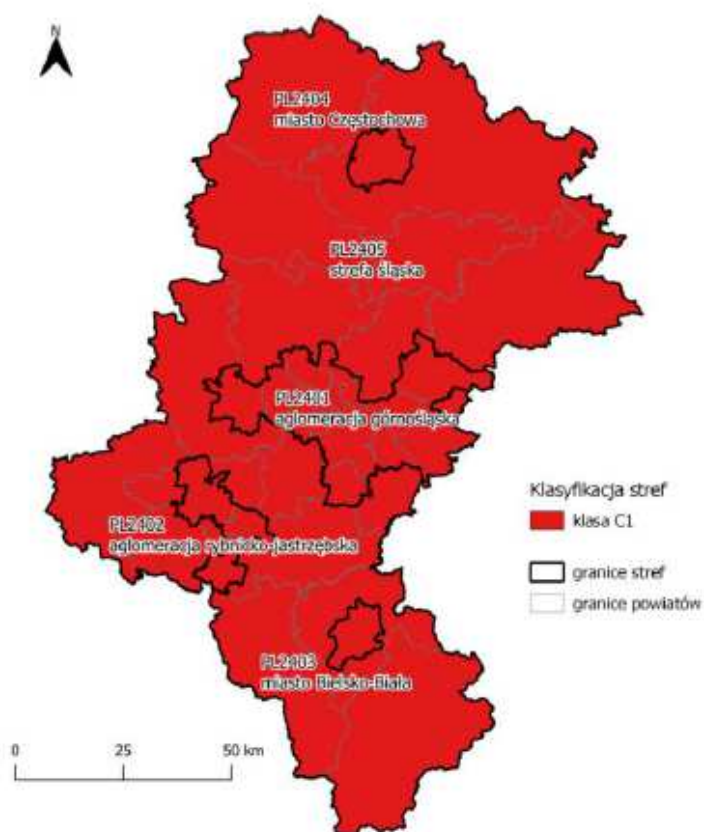 N
PL2404
miasto Częstochowa
PL2405
strefa śląska
PL2401
aglomeracja górnośląska
Klasyfikacja stref
klasa C1
PL2402
aglomeracja rybnicko-jastrzębska
granice stref
granice powiatów
PL2403
miasto Bielsko-Biała
0 25 50 km